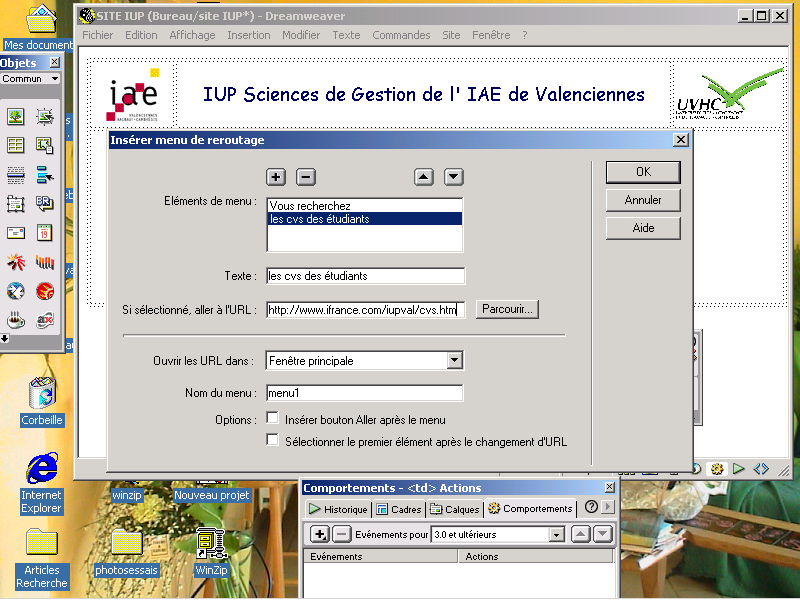 SITE IUP (Bureau/site IUP*) - Dreamweaver
Fichier Edition Affichage Insertion Modifier Texte Commandes Site Fenêtre ?
Mes document
Objets
Commun
iae
VALENCIENNES
IUP Sciences de Gestion de l' IAE de Valenciennes
UVHC
Insérer menu de reroutage
Eléments de menu :
Vous recherchez
les cvs des étudiants
OK
Annuler
Aide
Texte :
les cvs des étudiants
Si sélectionné, aller à l'URL :
http://www.ifrance.com/iupval/cvs.htm
Parcourir...
Ouvrir les URL dans :
Fenêtre principale
Nom du menu :
menu1
Options :
Insérer bouton Aller après le menu
Sélectionner le premier élément après le changement d'URL
Corbeille
Internet
Explorer
winzip
Nouveau projet
Articles
Recherche
photosessais
WinZip
Comportements - <td> Actions
Historique Cadres Calques Comportements
Evénements pour 3.0 et ultérieurs
Evénements Actions